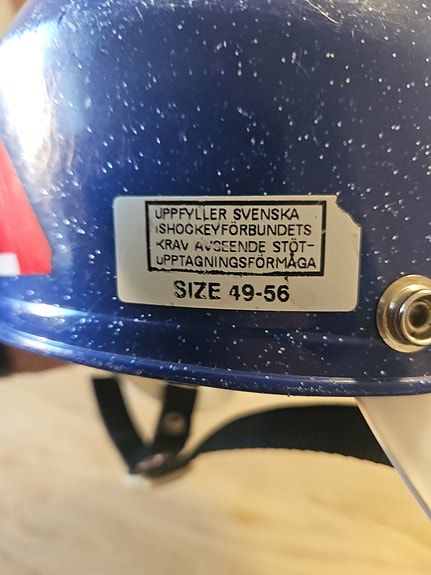 UPPFYLLER SVENSKA
ISHOCKEYFÖRBUNDETS
KRAV AVSEENDE STÖT-
UPPTAGNINGSFÖRMÅGA
SIZE 49-56